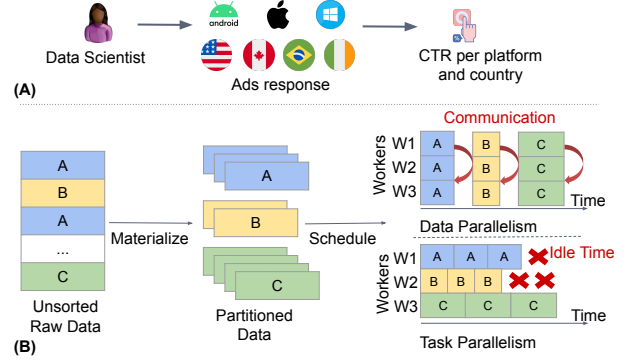 android
Data Scientist
Ads response
CTR per platform
and country
(A)
Communication
Workers
W1
A
B
C
W2
A
B
C
W3
A
B
C
Time
Data Parallelism
A
B
A
...
C
Unsorted
Raw Data
Materialize
A
B
C
Partitioned
Data
Schedule
Workers
W1
A
A
A
Idle Time
W2
B
B
B
W3
C
C
C
Time
Task Parallelism
(B)